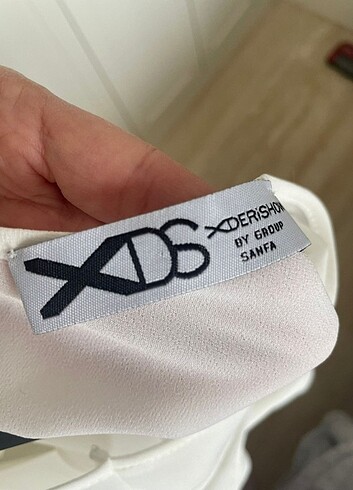 XDS
XDERiSHOW
BY GROUP
SANFA